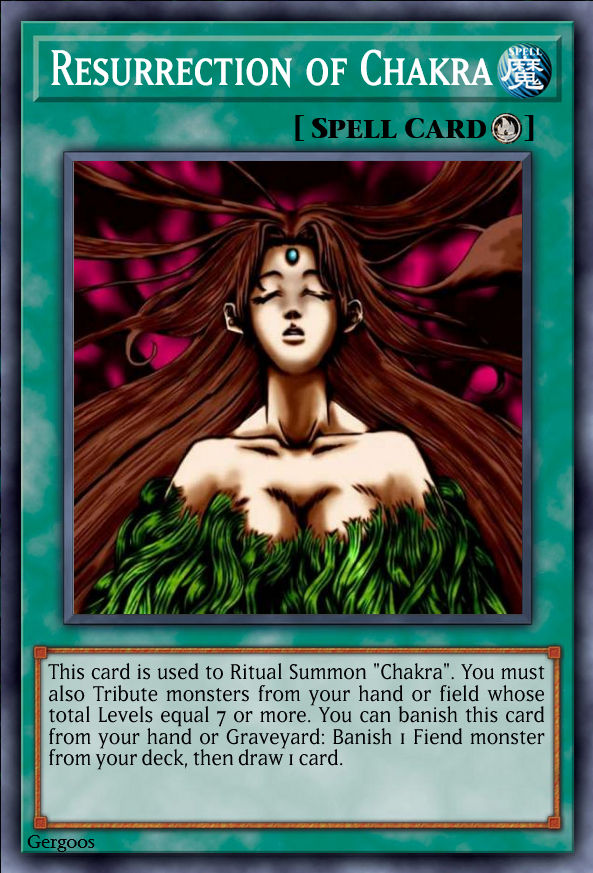 Resurrection of Chakra
SPELL
魔
[ Spell Card ]
This card is used to Ritual Summon "Chakra". You must
also Tribute monsters from your hand or field whose
total Levels equal 7 or more. You can banish this card
from your hand or Graveyard: Banish 1 Fiend monster
from your deck, then draw 1 card.
Gergoos